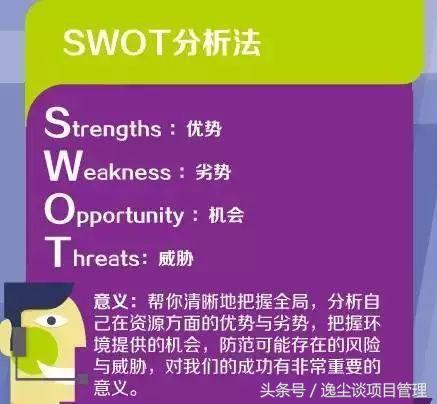 SWOT分析法
Strengths：优势
Weakness：劣势
Opportunity：机会
Threats：威胁
意义：帮你清晰地把握全局，分析自
己在资源方面的优势与劣势，把握环
境提供的机会，防范可能存在的风险
与威胁，对我们的成功有非常重要的
意义。
头条号 / 逸尘谈项目管理